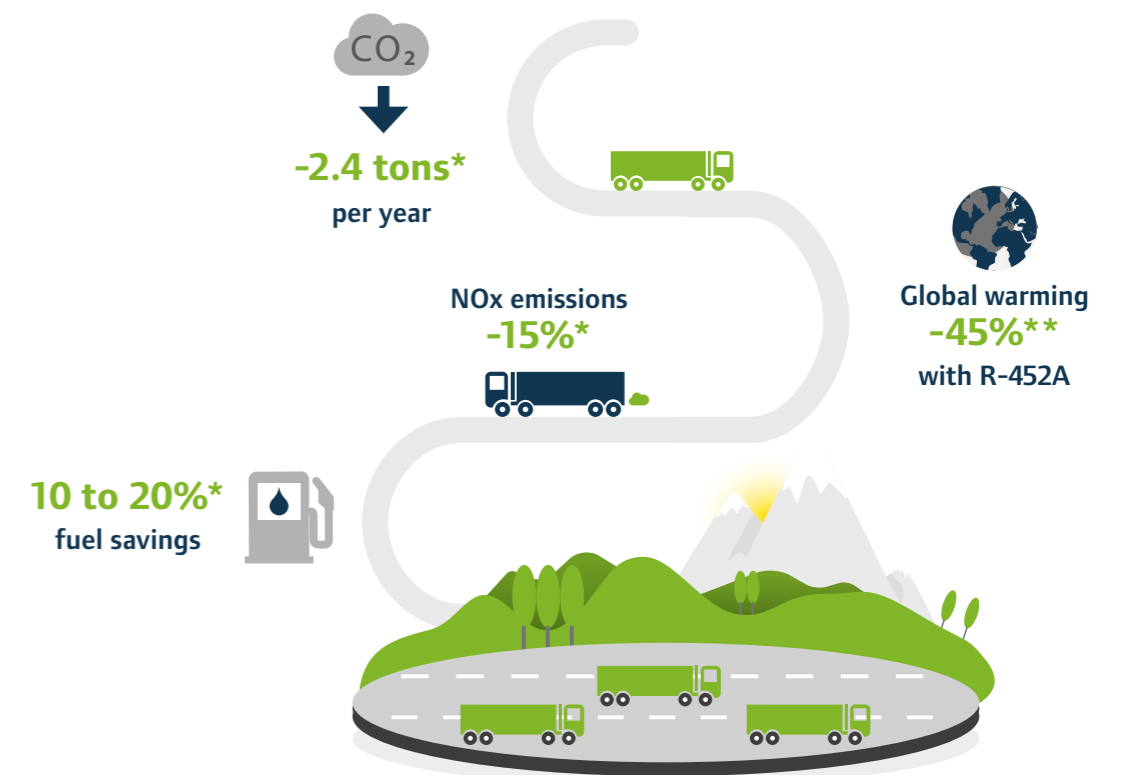 CO₂
-2.4 tons*
per year
NOx emissions
-15%*
Global warming
-45%**
with R-452A
10 to 20%*
fuel savings